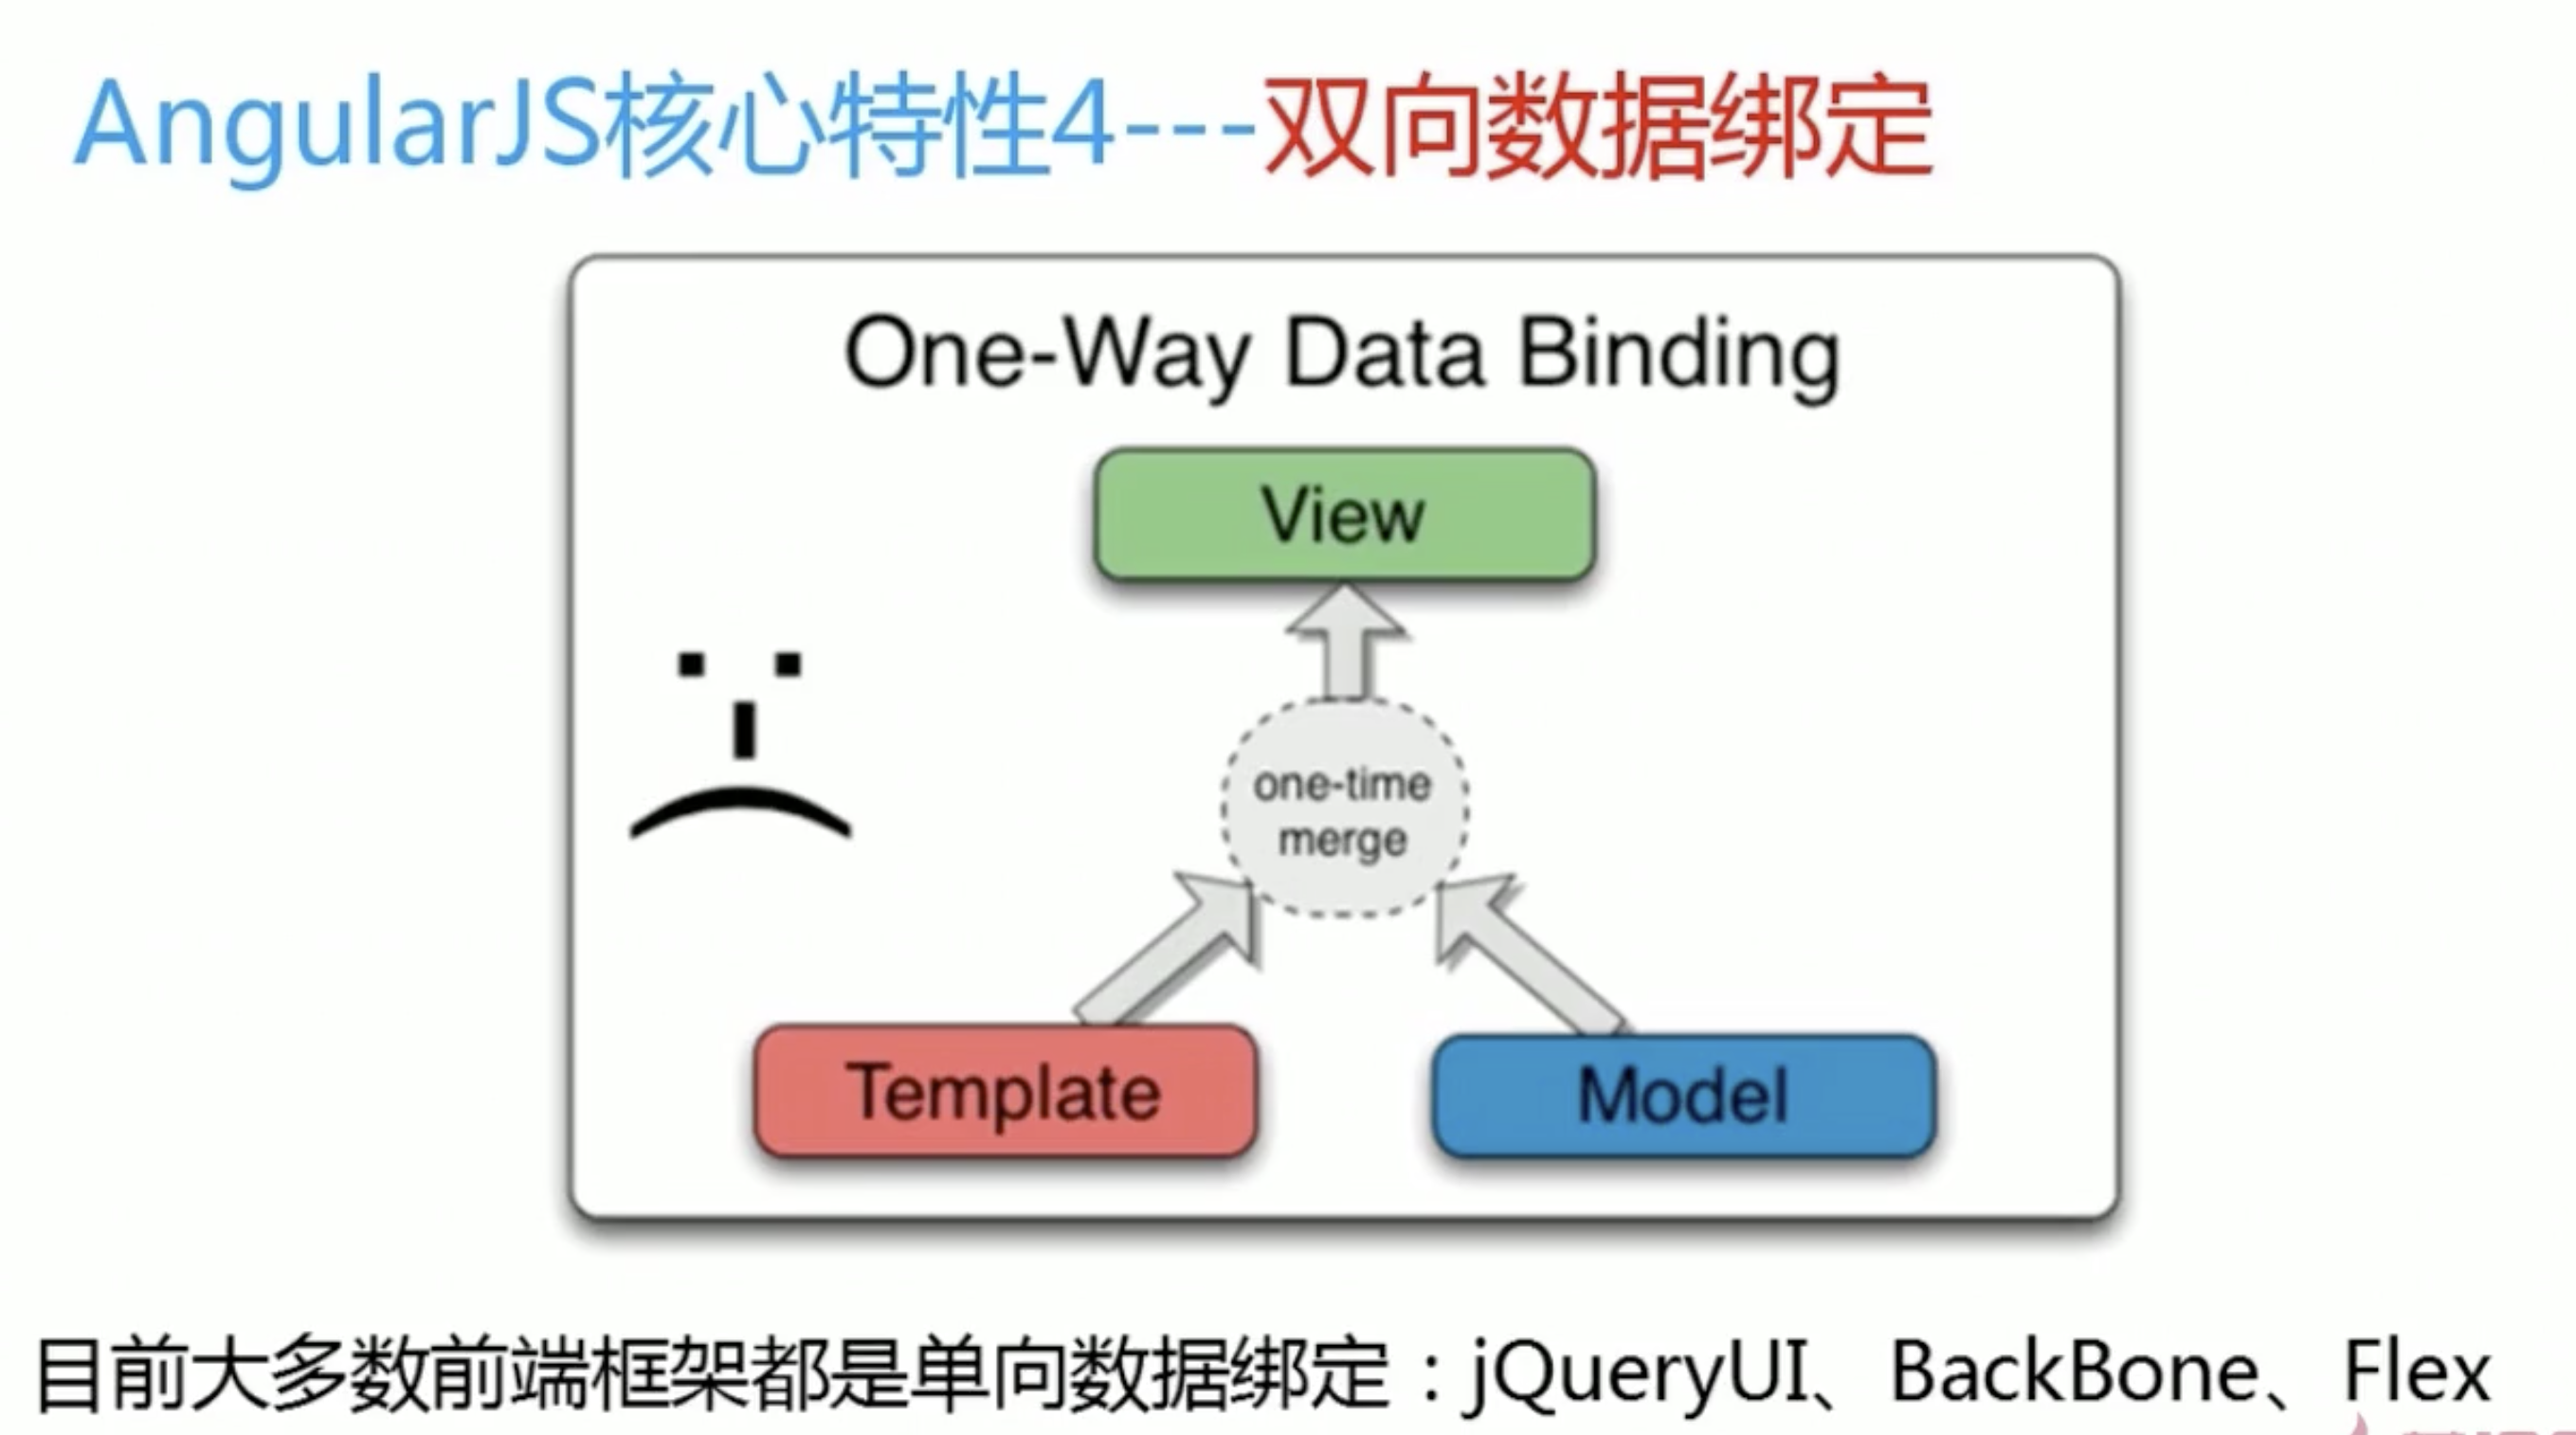 AngularJS核心特性4---双向数据绑定
One-Way Data Binding
View
one-time
merge
Template
Model
目前大多数前端框架都是单向数据绑定：jQueryUI、BackBone、Flex